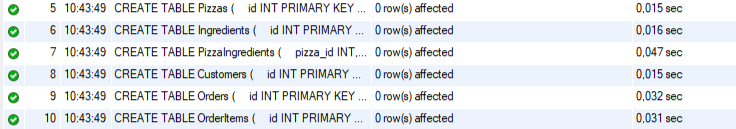 5 10:43:49 CREATE TABLE Pizzas ( id INT PRIMARY KEY ... 0 row(s) affected 0,015 sec
6 10:43:49 CREATE TABLE Ingredients ( id INT PRIMARY ... 0 row(s) affected 0,016 sec
7 10:43:49 CREATE TABLE PizzaIngredients ( pizza_id INT,... 0 row(s) affected 0,047 sec
8 10:43:49 CREATE TABLE Customers ( id INT PRIMARY ... 0 row(s) affected 0,015 sec
9 10:43:49 CREATE TABLE Orders ( id INT PRIMARY KEY ... 0 row(s) affected 0,032 sec
10 10:43:49 CREATE TABLE OrderItems ( id INT PRIMARY ... 0 row(s) affected 0,031 sec